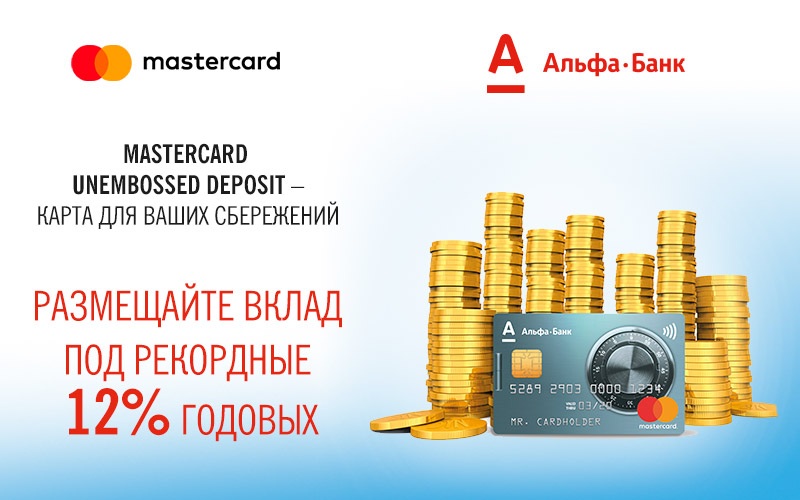 mastercard
Альфа·Банк
MASTERCARD
UNEMBOSSED DEPOSIT –
КАРТА ДЛЯ ВАШИХ СБЕРЕЖЕНИЙ
РАЗМЕЩАЙТЕ ВКЛАД
ПОД РЕКОРДНЫЕ
12% ГОДОВЫХ
Альфа·Банк
5289 2903 0000 1234
03/20
MR. CARDHOLDER
mastercard